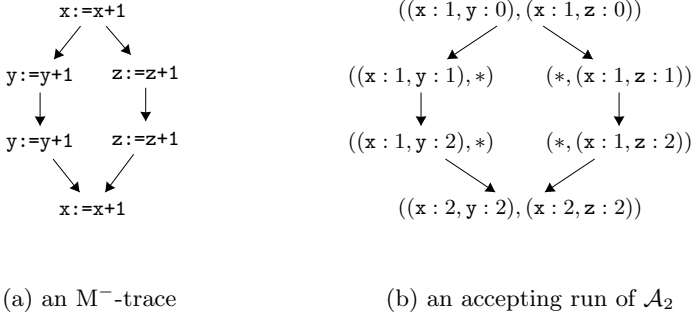 x:=x+1 ((x : 1, y : 0), (x : 1, z : 0))
y:=y+1 z:=z+1 ((x : 1, y : 1), ∗) (∗, (x : 1, z : 1))
y:=y+1 z:=z+1 ((x : 1, y : 2), ∗) (∗, (x : 1, z : 2))
x:=x+1 ((x : 2, y : 2), (x : 2, z : 2))
(a) an M⁻-trace (b) an accepting run of 𝒜₂